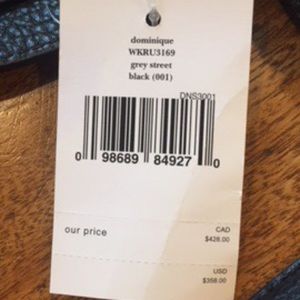 dominique
WKRU3169
grey street
black (001)
DNS3001
0 98689 84927 0
our price
CAD
$428.00
USD
$358.00